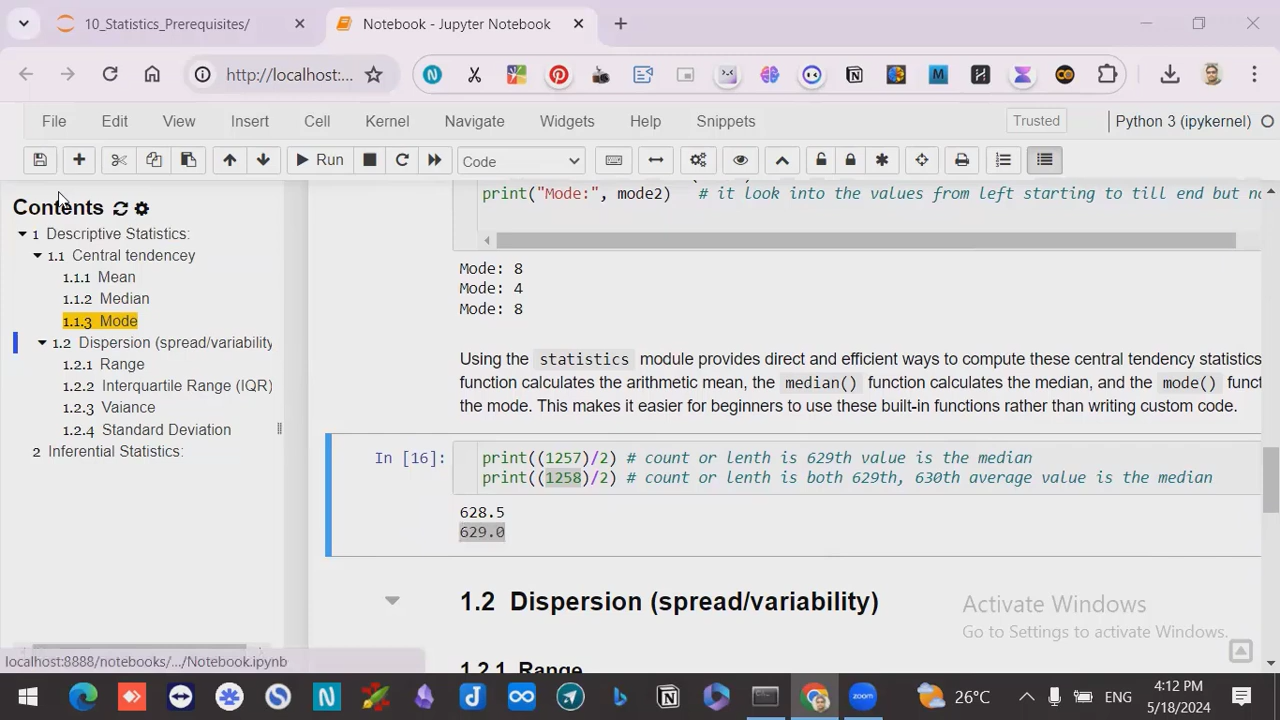 10_Statistics_Prerequisites/
Notebook - Jupyter Notebook
http://localhost:...
File Edit View Insert Cell Kernel Navigate Widgets Help Snippets Trusted Python 3 (ipykernel)
Run Code
Contents
1 Descriptive Statistics:
1.1 Central tendencey
1.1.1 Mean
1.1.2 Median
1.1.3 Mode
1.2 Dispersion (spread/variability
1.2.1 Range
1.2.2 Interquartile Range (IQR)
1.2.3 Vaiance
1.2.4 Standard Deviation
2 Inferential Statistics:
print("Mode:", mode2) # it look into the values from left starting to till end but no
Mode: 8
Mode: 4
Mode: 8
Using the statistics module provides direct and efficient ways to compute these central tendency statistics
function calculates the arithmetic mean, the median() function calculates the median, and the mode() funct
the mode. This makes it easier for beginners to use these built-in functions rather than writing custom code.
In [16]:
print((1257)/2) # count or lenth is 629th value is the median
print((1258)/2) # count or lenth is both 629th, 630th average value is the median
628.5
629.0
1.2 Dispersion (spread/variability)
1.2.1 Range
Activate Windows
Go to Settings to activate Windows.
localhost:8888/notebooks/.../Notebook.ipynb
26°C
ENG
4:12 PM
5/18/2024